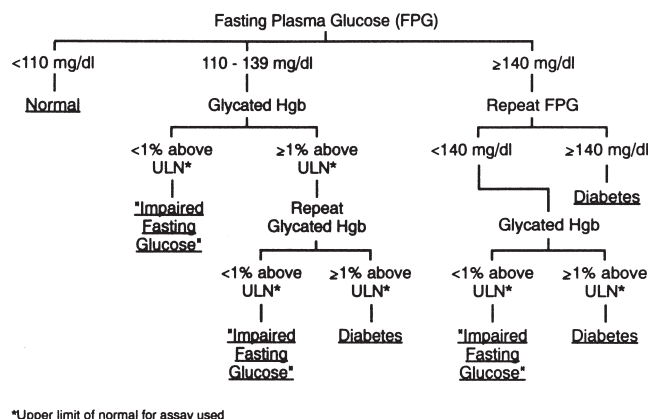 Fasting Plasma Glucose (FPG)
<110 mg/dl 110 - 139 mg/dl ≥140 mg/dl
Normal Glycated Hgb Repeat FPG
<1% above ULN* ≥1% above ULN* <140 mg/dl ≥140 mg/dl
"Impaired Fasting Glucose" Repeat Glycated Hgb Glycated Hgb Diabetes
<1% above ULN* ≥1% above ULN* <1% above ULN* ≥1% above ULN*
"Impaired Fasting Glucose" Diabetes "Impaired Fasting Glucose" Diabetes
*Upper limit of normal for assay used